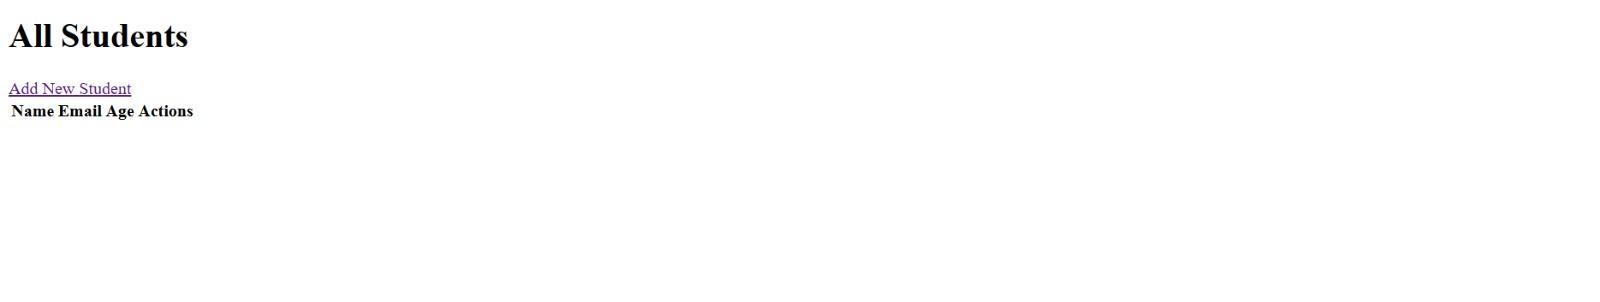 All Students
Add New Student
Name Email Age Actions